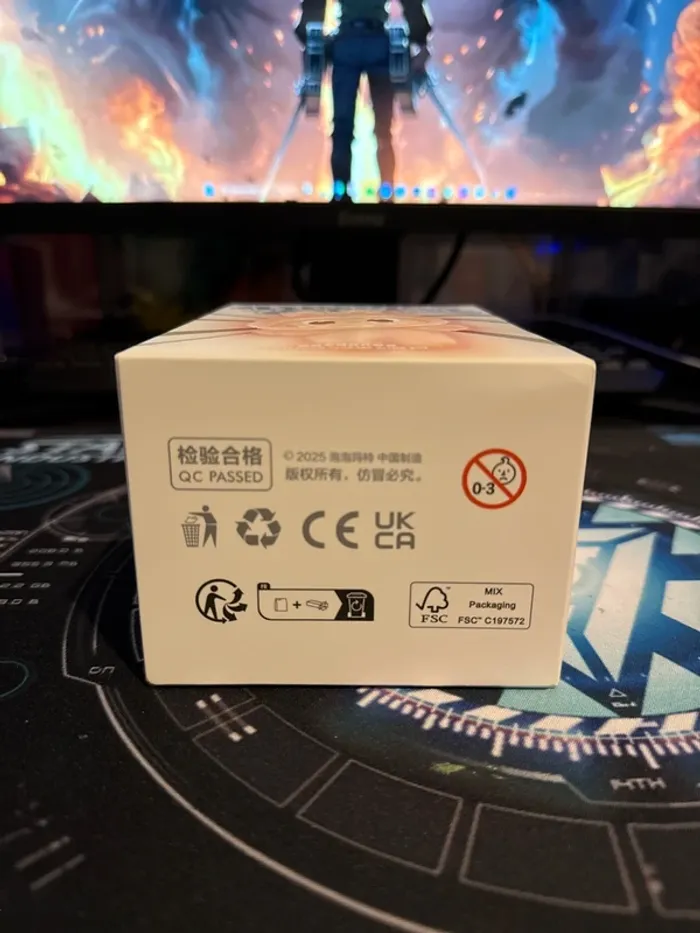 检验合格
QC PASSED
© 2025 泡泡玛特 中国制造
版权所有，仿冒必究。
0-3
CE
UK
CA
FR
FSC™
MIX
Packaging
FSC™ C197572